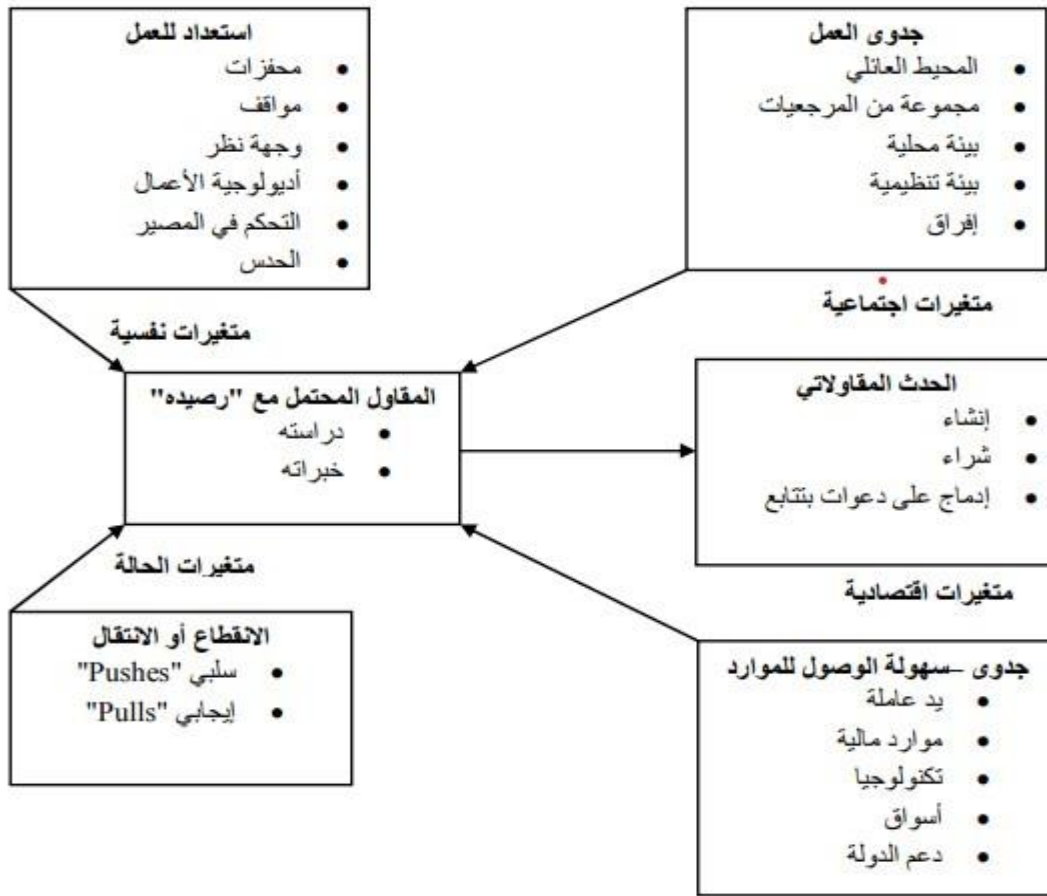 جدوى العمل
• المحيط العائلي
• مجموعة من المرجعيات
• بيئة محلية
• بيئة تنظيمية
• إفراق
استعداد للعمل
• محفزات
• مواقف
• وجهة نظر
• أديولوجية الأعمال
• التحكم في المصير
• الحدس
متغيرات اجتماعية
متغيرات نفسية
الحدث المقاولاتي
• إنشاء
• شراء
• إدماج على دعوات بتتابع
المقاول المحتمل مع "رصيده"
• دراسته
• خبراته
متغيرات اقتصادية
متغيرات الحالة
جدوى –سهولة الوصول للموارد
• يد عاملة
• موارد مالية
• تكنولوجيا
• أسواق
• دعم الدولة
الانقطاع أو الانتقال
• سلبي "Pushes"
• إيجابي "Pulls"